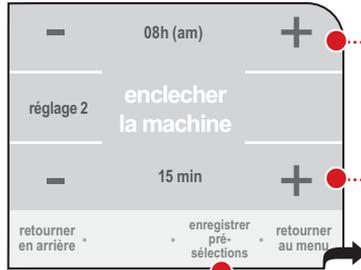 08h (am)
enclecher
réglage 2
la machine
15 min
retourner
en arrière
enregistrer
pré-
sélections
retourner
au menu